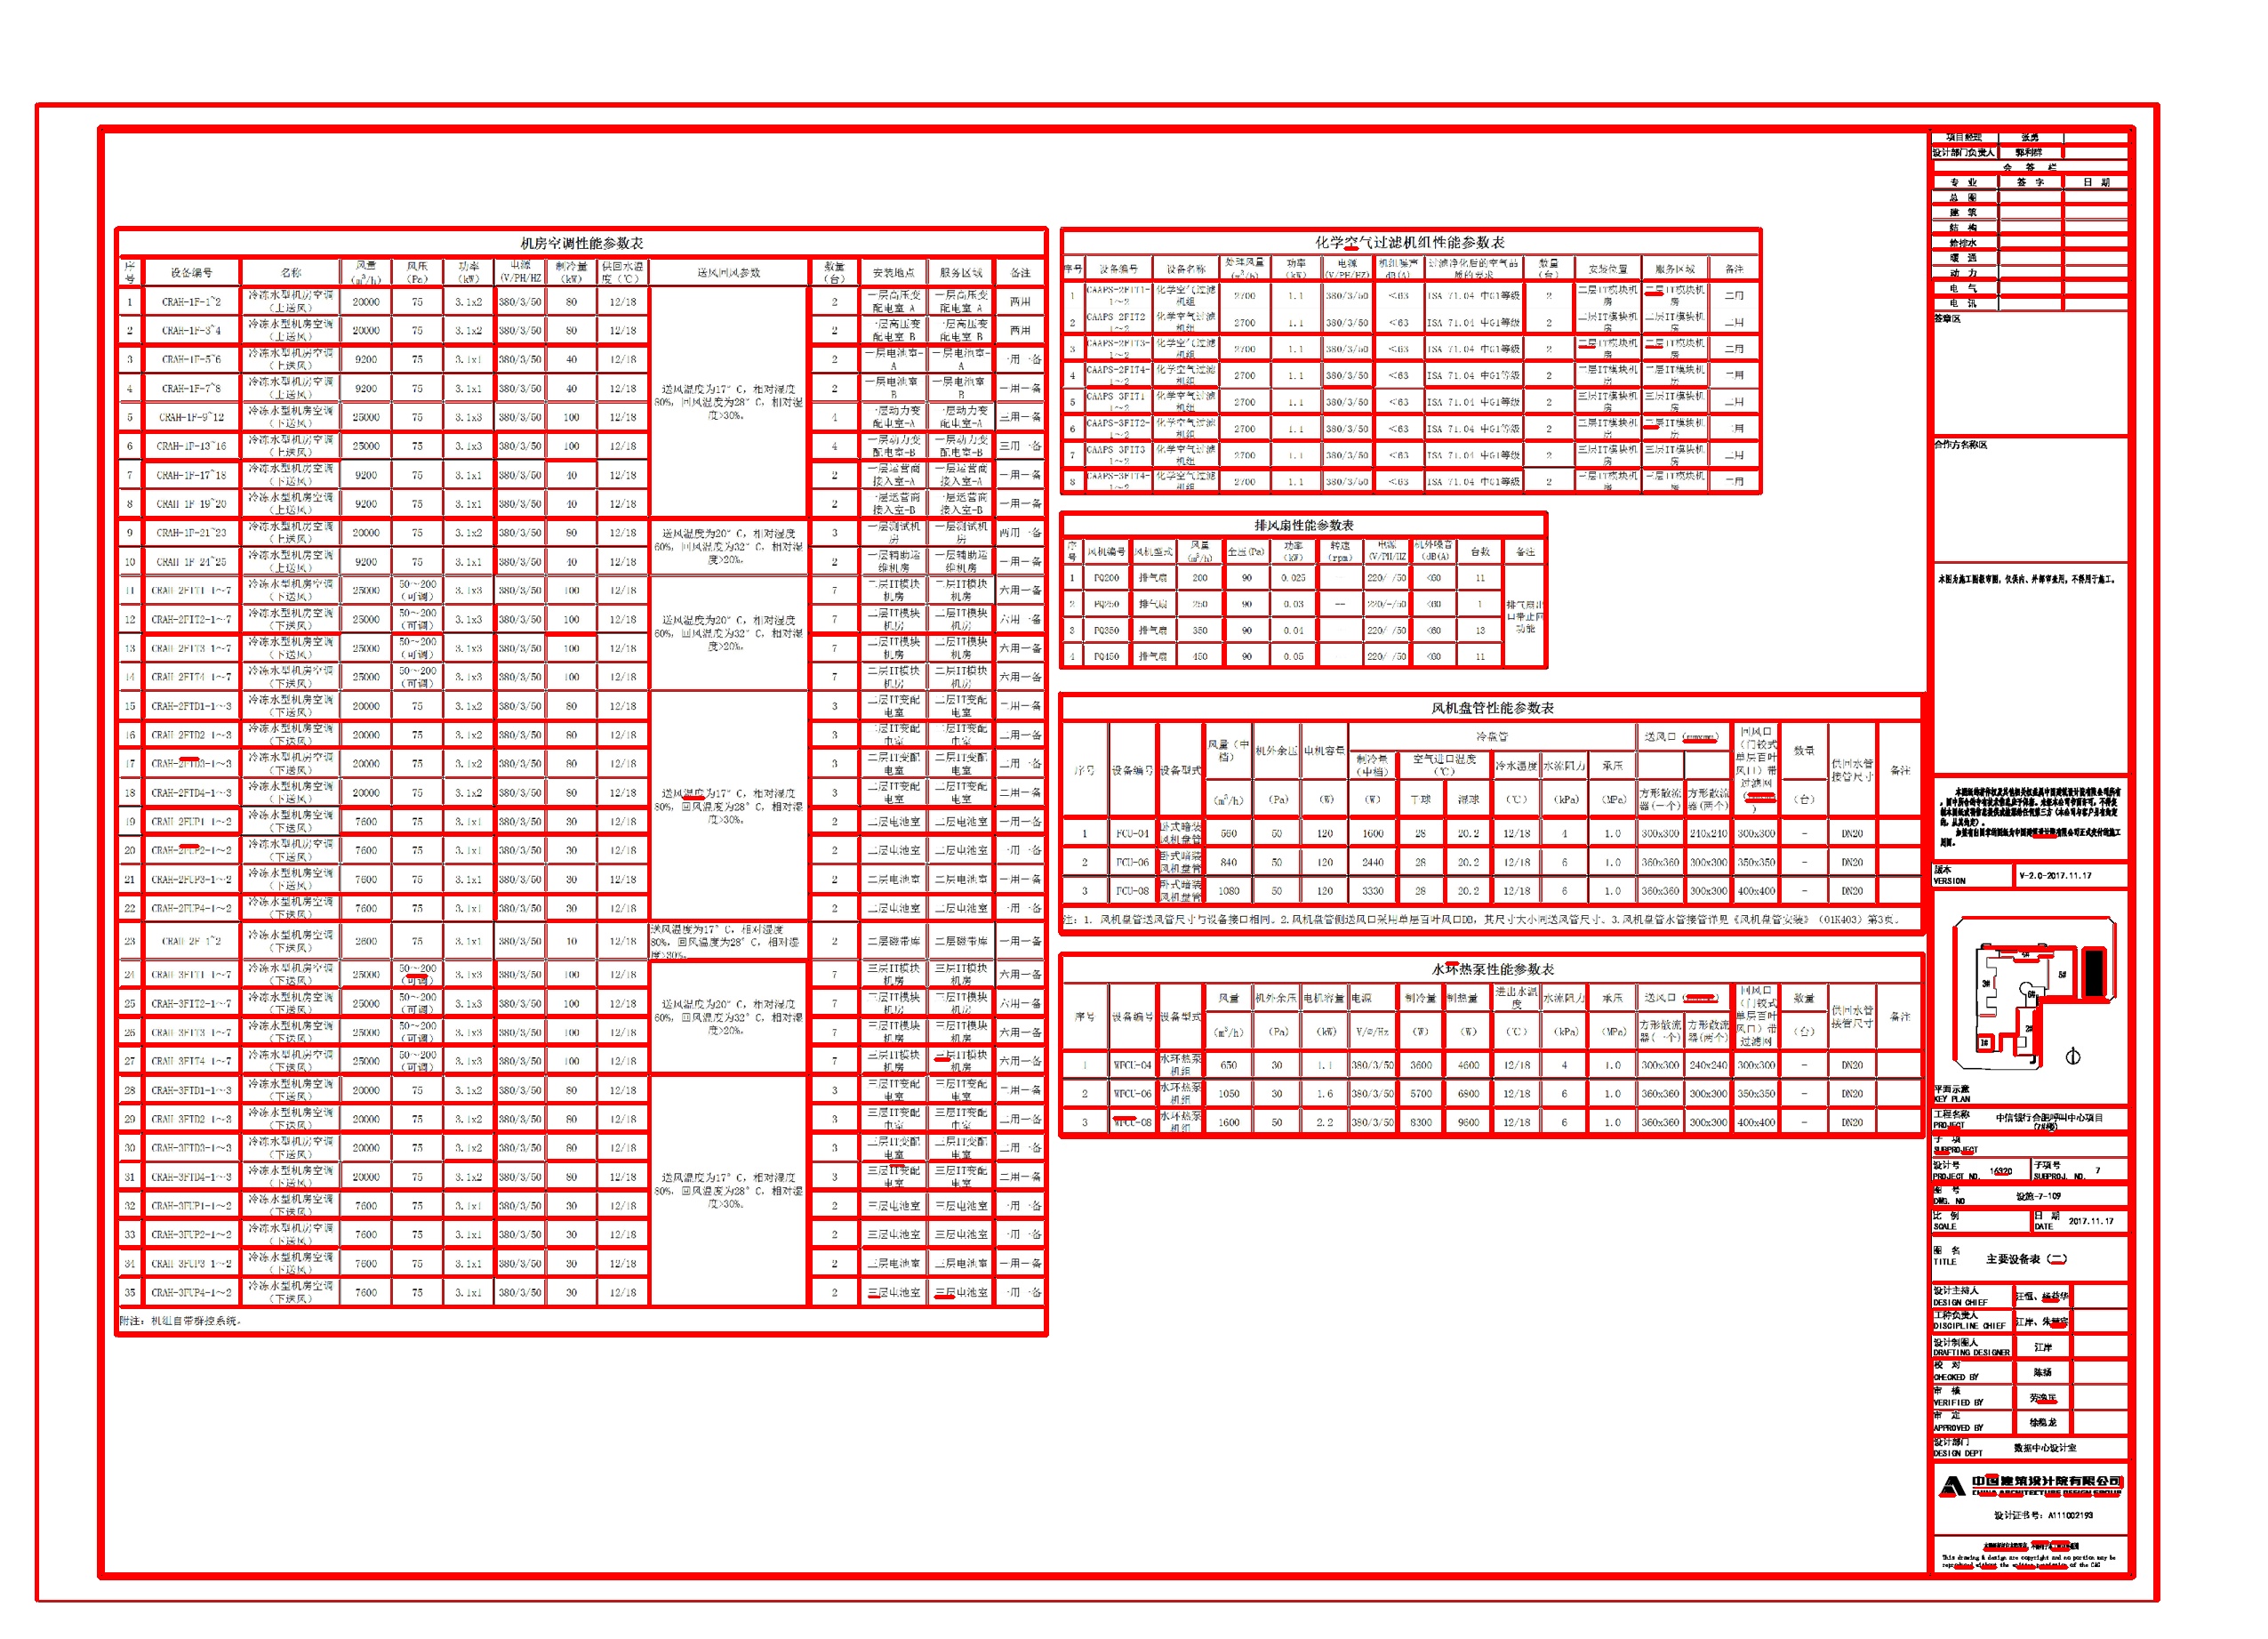 机房空调性能参数表
序号 设备编号 名称 风量(m³/h) 风压(Pa) 功率(kW) 电源(V/PH/HZ) 制冷量(kW) 供回水温度(℃) 送风回风参数 数量(台) 安装地点 服务区域 备注
1 CRAH-1F-1~2 冷冻水型机房空调(上送风) 20000 75 3.1x2 380/3/50 80 12/18 2 一层高压变配电室-A 一层高压变配电室-A 两用
2 CRAH-1F-3~4 冷冻水型机房空调(上送风) 20000 75 3.1x2 380/3/50 80 12/18 2 一层高压变配电室-B 一层高压变配电室-B 两用
3 CRAH-1F-5~6 冷冻水型机房空调(上送风) 9200 75 3.1x1 380/3/50 40 12/18 2 一层电池室-A 一层电池室-A 一用一备
4 CRAH-1F-7~8 冷冻水型机房空调(上送风) 9200 75 3.1x1 380/3/50 40 12/18 2 一层电池室-B 一层电池室-B 一用一备
送风温度为17°C，相对湿度80%，回风温度为28°C，相对湿度>30%。
5 CRAH-1F-9~12 冷冻水型机房空调(下送风) 25000 75 3.1x3 380/3/50 100 12/18 4 一层动力变配电室-A 一层动力变配电室-A 三用一备
6 CRAH-1F-13~16 冷冻水型机房空调(上送风) 25000 75 3.1x3 380/3/50 100 12/18 4 一层动力变配电室-B 一层动力变配电室-B 三用一备
7 CRAH-1F-17~18 冷冻水型机房空调(下送风) 9200 75 3.1x1 380/3/50 40 12/18 2 一层运营商接入室-A 一层运营商接入室-A 一用一备
8 CRAH-1F-19~20 冷冻水型机房空调(上送风) 9200 75 3.1x1 380/3/50 40 12/18 2 一层运营商接入室-B 一层运营商接入室-B 一用一备
9 CRAH-1F-21~23 冷冻水型机房空调(上送风) 20000 75 3.1x2 380/3/50 80 12/18 3 一层测试机房 一层测试机房 两用一备
送风温度为20°C，相对湿度60%，回风温度为32°C，相对湿度>20%。
10 CRAH-1F-24~25 冷冻水型机房空调(上送风) 9200 75 3.1x1 380/3/50 40 12/18 2 一层辅助运维机房 一层辅助运维机房 一用一备
11 CRAH-2FIT1-1~7 冷冻水型机房空调(下送风) 25000 50~200(可调) 3.1x3 380/3/50 100 12/18 7 二层IT模块机房 二层IT模块机房 六用一备
12 CRAH-2FIT2-1~7 冷冻水型机房空调(下送风) 25000 50~200(可调) 3.1x3 380/3/50 100 12/18 7 二层IT模块机房 二层IT模块机房 六用一备
送风温度为20°C，相对湿度60%，回风温度为32°C，相对湿度>20%。
13 CRAH-2FIT3-1~7 冷冻水型机房空调(下送风) 25000 50~200(可调) 3.1x3 380/3/50 100 12/18 7 二层IT模块机房 二层IT模块机房 六用一备
14 CRAH-2FIT4-1~7 冷冻水型机房空调(下送风) 25000 50~200(可调) 3.1x3 380/3/50 100 12/18 7 二层IT模块机房 二层IT模块机房 六用一备
15 CRAH-2FTD1-1~3 冷冻水型机房空调(下送风) 20000 75 3.1x2 380/3/50 80 12/18 3 二层IT变配电室 二层IT变配电室 二用一备
16 CRAH-2FTD2-1~3 冷冻水型机房空调(下送风) 20000 75 3.1x2 380/3/50 80 12/18 3 二层IT变配电室 二层IT变配电室 二用一备
17 CRAH-2FTD3-1~3 冷冻水型机房空调(下送风) 20000 75 3.1x2 380/3/50 80 12/18 3 二层IT变配电室 二层IT变配电室 二用一备
18 CRAH-2FTD4-1~3 冷冻水型机房空调(下送风) 20000 75 3.1x2 380/3/50 80 12/18 3 二层IT变配电室 二层IT变配电室 二用一备
送风温度为17°C，相对湿度80%，回风温度为28°C，相对湿度>30%。
19 CRAH-2FUP1-1~2 冷冻水型机房空调(下送风) 7600 75 3.1x1 380/3/50 30 12/18 2 二层电池室 二层电池室 一用一备
20 CRAH-2FUP2-1~2 冷冻水型机房空调(下送风) 7600 75 3.1x1 380/3/50 30 12/18 2 二层电池室 二层电池室 一用一备
21 CRAH-2FUP3-1~2 冷冻水型机房空调(下送风) 7600 75 3.1x1 380/3/50 30 12/18 2 二层电池室 二层电池室 一用一备
22 CRAH-2FUP4-1~2 冷冻水型机房空调(下送风) 7600 75 3.1x1 380/3/50 30 12/18 2 二层电池室 二层电池室 一用一备
23 CRAH-2F-1~2 冷冻水型机房空调(下送风) 2600 75 3.1x1 380/3/50 10 12/18 送风温度为17°C，相对湿度80%，回风温度为28°C，相对湿度>30%。 2 二层磁带库 二层磁带库 一用一备
24 CRAH-3FIT1-1~7 冷冻水型机房空调(下送风) 25000 50~200(可调) 3.1x3 380/3/50 100 12/18 7 三层IT模块机房 三层IT模块机房 六用一备
25 CRAH-3FIT2-1~7 冷冻水型机房空调(下送风) 25000 50~200(可调) 3.1x3 380/3/50 100 12/18 7 三层IT模块机房 三层IT模块机房 六用一备
送风温度为20°C，相对湿度60%，回风温度为32°C，相对湿度>20%。
26 CRAH-3FIT3-1~7 冷冻水型机房空调(下送风) 25000 50~200(可调) 3.1x3 380/3/50 100 12/18 7 三层IT模块机房 三层IT模块机房 六用一备
27 CRAH-3FIT4-1~7 冷冻水型机房空调(下送风) 25000 50~200(可调) 3.1x3 380/3/50 100 12/18 7 三层IT模块机房 三层IT模块机房 六用一备
28 CRAH-3FTD1-1~3 冷冻水型机房空调(下送风) 20000 75 3.1x2 380/3/50 80 12/18 3 三层IT变配电室 三层IT变配电室 二用一备
29 CRAH-3FTD2-1~3 冷冻水型机房空调(下送风) 20000 75 3.1x2 380/3/50 80 12/18 3 三层IT变配电室 三层IT变配电室 二用一备
30 CRAH-3FTD3-1~3 冷冻水型机房空调(下送风) 20000 75 3.1x2 380/3/50 80 12/18 3 三层IT变配电室 三层IT变配电室 二用一备
31 CRAH-3FTD4-1~3 冷冻水型机房空调(下送风) 20000 75 3.1x2 380/3/50 80 12/18 3 三层IT变配电室 三层IT变配电室 二用一备
送风温度为17°C，相对湿度80%，回风温度为28°C，相对湿度>30%。
32 CRAH-3FUP1-1~2 冷冻水型机房空调(下送风) 7600 75 3.1x1 380/3/50 30 12/18 2 三层电池室 三层电池室 一用一备
33 CRAH-3FUP2-1~2 冷冻水型机房空调(下送风) 7600 75 3.1x1 380/3/50 30 12/18 2 三层电池室 三层电池室 一用一备
34 CRAH-3FUP3-1~2 冷冻水型机房空调(下送风) 7600 75 3.1x1 380/3/50 30 12/18 2 三层电池室 三层电池室 一用一备
35 CRAH-3FUP4-1~2 冷冻水型机房空调(下送风) 7600 75 3.1x1 380/3/50 30 12/18 2 三层电池室 三层电池室 一用一备
附注：机组自带群控系统。
化学空气过滤机组性能参数表
序号 设备编号 设备名称 处理风量(m³/h) 功率(kW) 电源(V/PH/HZ) 机组噪声dB(A) 过滤净化后的空气品质的要求 数量(台) 安装位置 服务区域 备注
1 CAAPS-2FIT1-1~2 化学空气过滤机组 2700 1.1 380/3/50 <63 ISA 71.04 中G1等级 2 二层IT模块机房 二层IT模块机房 二用
2 CAAPS-2FIT2-1~2 化学空气过滤机组 2700 1.1 380/3/50 <63 ISA 71.04 中G1等级 2 二层IT模块机房 二层IT模块机房 二用
3 CAAPS-2FIT3-1~2 化学空气过滤机组 2700 1.1 380/3/50 <63 ISA 71.04 中G1等级 2 二层IT模块机房 二层IT模块机房 二用
4 CAAPS-2FIT4-1~2 化学空气过滤机组 2700 1.1 380/3/50 <63 ISA 71.04 中G1等级 2 二层IT模块机房 二层IT模块机房 二用
5 CAAPS-3FIT1-1~2 化学空气过滤机组 2700 1.1 380/3/50 <63 ISA 71.04 中G1等级 2 三层IT模块机房 三层IT模块机房 二用
6 CAAPS-3FIT2-1~2 化学空气过滤机组 2700 1.1 380/3/50 <63 ISA 71.04 中G1等级 2 三层IT模块机房 三层IT模块机房 二用
7 CAAPS-3FIT3-1~2 化学空气过滤机组 2700 1.1 380/3/50 <63 ISA 71.04 中G1等级 2 三层IT模块机房 三层IT模块机房 二用
8 CAAPS-3FIT4-1~2 化学空气过滤机组 2700 1.1 380/3/50 <63 ISA 71.04 中G1等级 2 三层IT模块机房 三层IT模块机房 二用
排风扇性能参数表
序号 风机编号 风机型式 风量(m³/h) 全压(Pa) 功率(kW) 转速(rpm) 电源(V/PH/HZ) 机外噪音(dB(A) 台数 备注
1 PQ200 排气扇 200 90 0.025 220/-/50 <60 11
2 PQ250 排气扇 250 90 0.03 -- 220/-/50 <60 1
排气扇出口带止回功能
3 PQ350 排气扇 350 90 0.04 220/-/50 <60 13
4 PQ450 排气扇 450 90 0.05 220/-/50 <60 11
风机盘管性能参数表
序号 设备编号 设备型式 风量(中档) 机外余压 电机容量 冷盘管 送风口 回风口(门铰式单层百叶风口)带过滤网 数量 供回水管接管尺寸 备注
制冷量(中档) 空气进口温度(℃) 冷水温度 水流阻力 承压
(m³/h) (Pa) (W) (W) 干球 湿球 (℃) (kPa) (MPa) 方形散流器(一个) 方形散流器(两个) (台)
1 FCU-04 卧式暗装风机盘管 560 50 120 1600 28 20.2 12/18 4 1.0 300x300 240x240 300x300 - DN20
2 FCU-06 卧式暗装风机盘管 840 50 120 2440 28 20.2 12/18 6 1.0 360x360 300x300 350x350 - DN20
3 FCU-08 卧式暗装风机盘管 1080 50 120 3330 28 20.2 12/18 6 1.0 360x360 300x300 400x400 - DN20
注：1. 风机盘管送风管尺寸与设备接口相同。2.风机盘管侧送风口采用单层百叶风口DB，其尺寸大小同送风管尺寸、3.风机盘管水管接管详见《风机盘管安装》(01K403)第3页。
水环热泵性能参数表
序号 设备编号 设备型式 风量 机外余压 电机容量 电源 制冷量 制热量 进出水温度 水流阻力 承压 送风口 回风口(门铰式单层百叶风口)带过滤网 数量 供回水管接管尺寸 备注
(m³/h) (Pa) (kW) V/∅/Hz (W) (W) (℃) (kPa) (MPa) 方形散流器(一个) 方形散流器(两个) (台)
1 WFCU-04 水环热泵机组 650 30 1.1 380/3/50 3600 4600 12/18 4 1.0 300x300 240x240 300x300 - DN20
2 WFCU-06 水环热泵机组 1050 30 1.6 380/3/50 5700 6800 12/18 6 1.0 360x360 300x300 350x350 - DN20
3 WFCU-08 水环热泵机组 1600 50 2.2 380/3/50 8300 9600 12/18 6 1.0 360x360 300x300 400x400 - DN20
项目经理 张勇
设计部门负责人 郭利群
会 签 栏
专 业 签 字 日 期
总 图
建 筑
结 构
给排水
暖 通
动 力
电 气
电 讯
签章区
合作方名称区
本图为施工图报审图，仅供内、外部审查用，不得用于施工。
版本
VERSION V-2.0-2017.11.17
3# 5# 2# 1#
平面示意
KEY PLAN
工程名称
PROJECT
子 项
SUBPROJECT
设计号
PROJECT NO. 16320 子项号 SUBPROJ. NO. 7
图 号
DWG. NO 设施-7-109
比 例
SCALE 日 期 DATE 2017.11.17
图 名
TITLE 主要设备表(二)
设计主持人
DESIGN CHIEF
工种负责人
DISCIPLINE CHIEF
设计制图人
DRAFTING DESIGNER 江岸
校 对
CHECKED BY 陈扬
审 核
VERIFIED BY
审 定
APPROVED BY
设计部门
DESIGN DEPT 数据中心设计室
中国建筑设计院有限公司
CHINA ARCHITECTURE DESIGN GROUP
设计证书号：A111002193
This drawing & design are copyright and no portion may be
reproduced without the written permission of the CAG